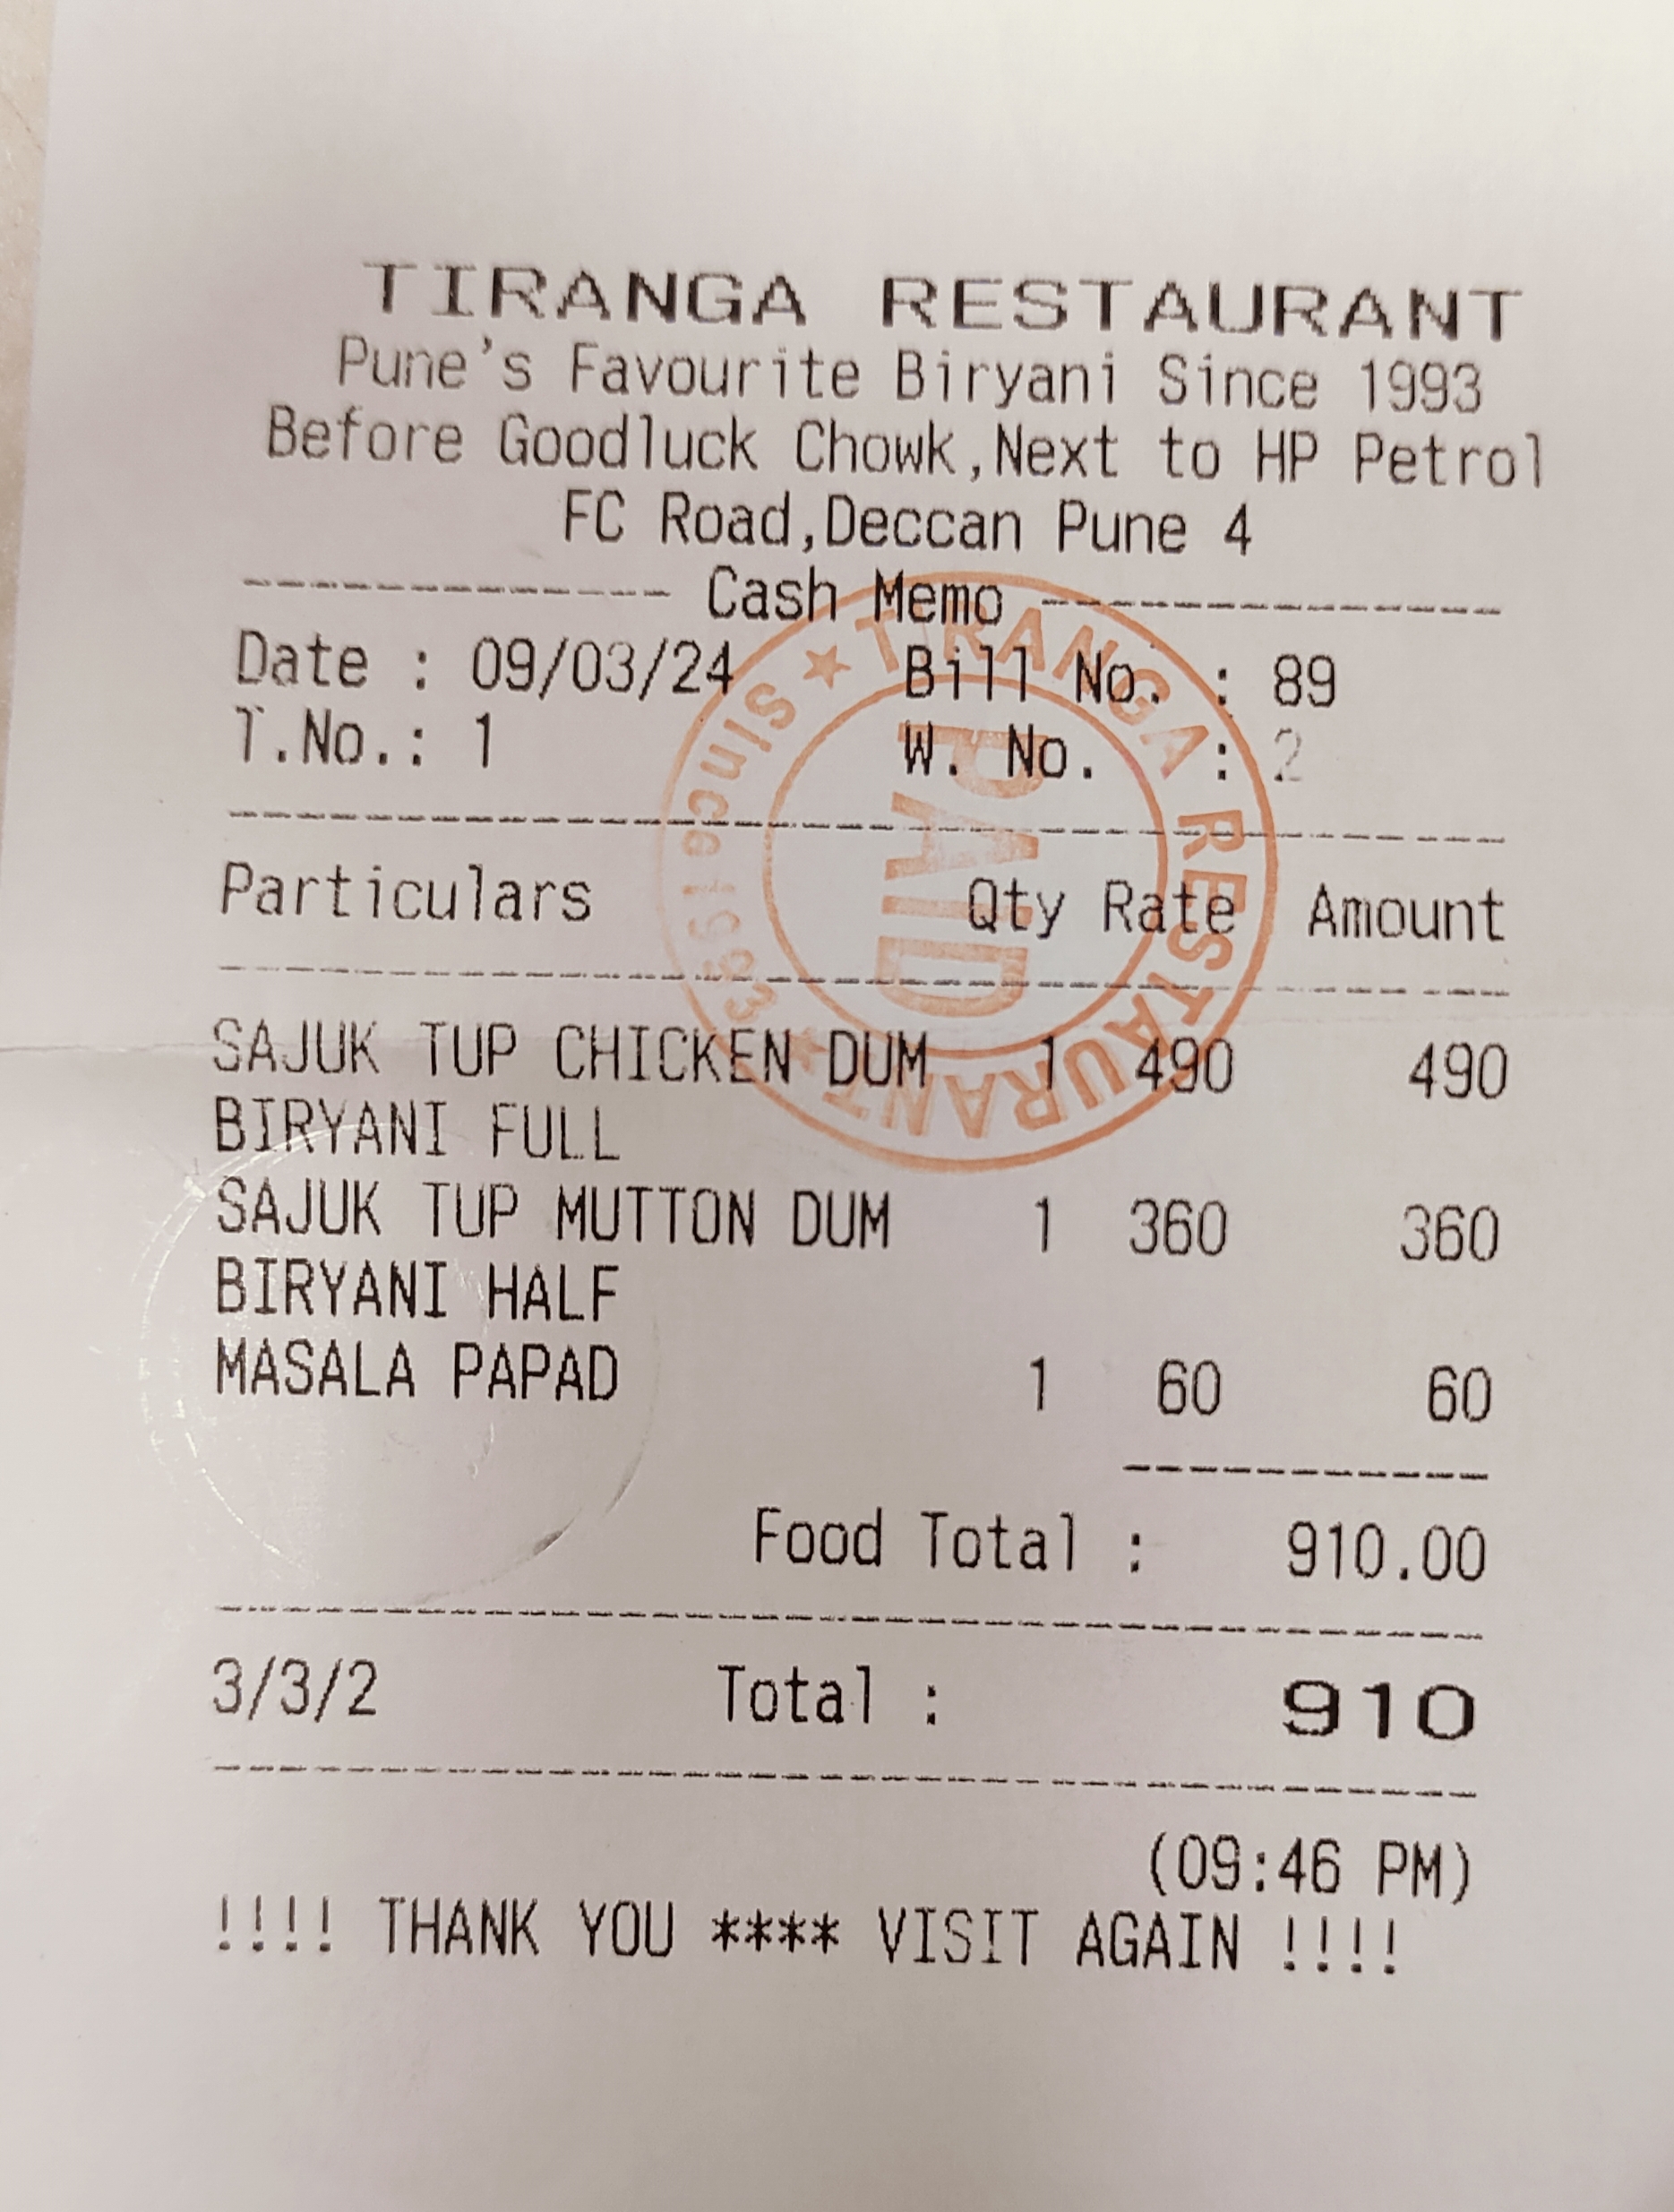 TIRANGA RESTAURANT
Pune's Favourite Biryani Since 1993
Before Goodluck Chowk,Next to HP Petrol
FC Road,Deccan Pune 4
------------ Cash Memo -------------
Date : 09/03/24 Bill No. : 89
T.No.: 1 W. No. : 2
Particulars Qty Rate Amount
SAJUK TUP CHICKEN DUM 1 490 490
BIRYANI FULL
SAJUK TUP MUTTON DUM 1 360 360
BIRYANI HALF
MASALA PAPAD 1 60 60
Food Total : 910.00
3/3/2 Total : 910
(09:46 PM)
!!!! THANK YOU **** VISIT AGAIN !!!!
★ TIRANGA RESTAURANT ★
Since 1993
PAID